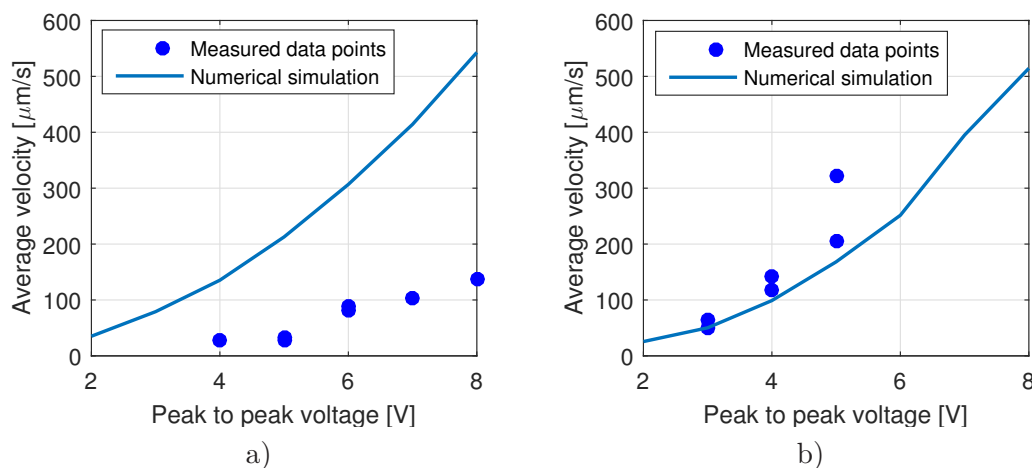 600
500
400
300
200
100
0
Average velocity [μm/s]
Measured data points
Numerical simulation
2 4 6 8
Peak to peak voltage [V]
a)
600
500
400
300
200
100
0
Average velocity [μm/s]
Measured data points
Numerical simulation
2 4 6 8
Peak to peak voltage [V]
b)